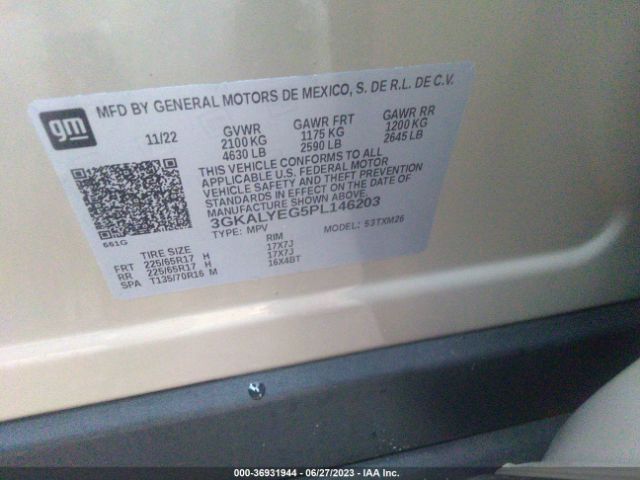 gm
MFD BY GENERAL MOTORS DE MEXICO, S. DE R.L. DE C.V.
11/22 GVWR GAWR FRT GAWR RR
2100 KG 1175 KG 1200 KG
4630 LB 2590 LB 2645 LB
THIS VEHICLE CONFORMS TO ALL
APPLICABLE U.S. FEDERAL MOTOR
VEHICLE SAFETY AND THEFT PREVENTION
STANDARDS IN EFFECT ON THE DATE OF
MANUFACTURE SHOWN ABOVE.
3GKALYEG5PL146203
TYPE: MPV MODEL: 53TXM26
661G
TIRE SIZE RIM
FRT 225/65R17 H 17X7J
RR 225/65R17 H 17X7J
SPA T135/70R16 M 16X4BT
000-36931944 - 06/27/2023 - IAA Inc.